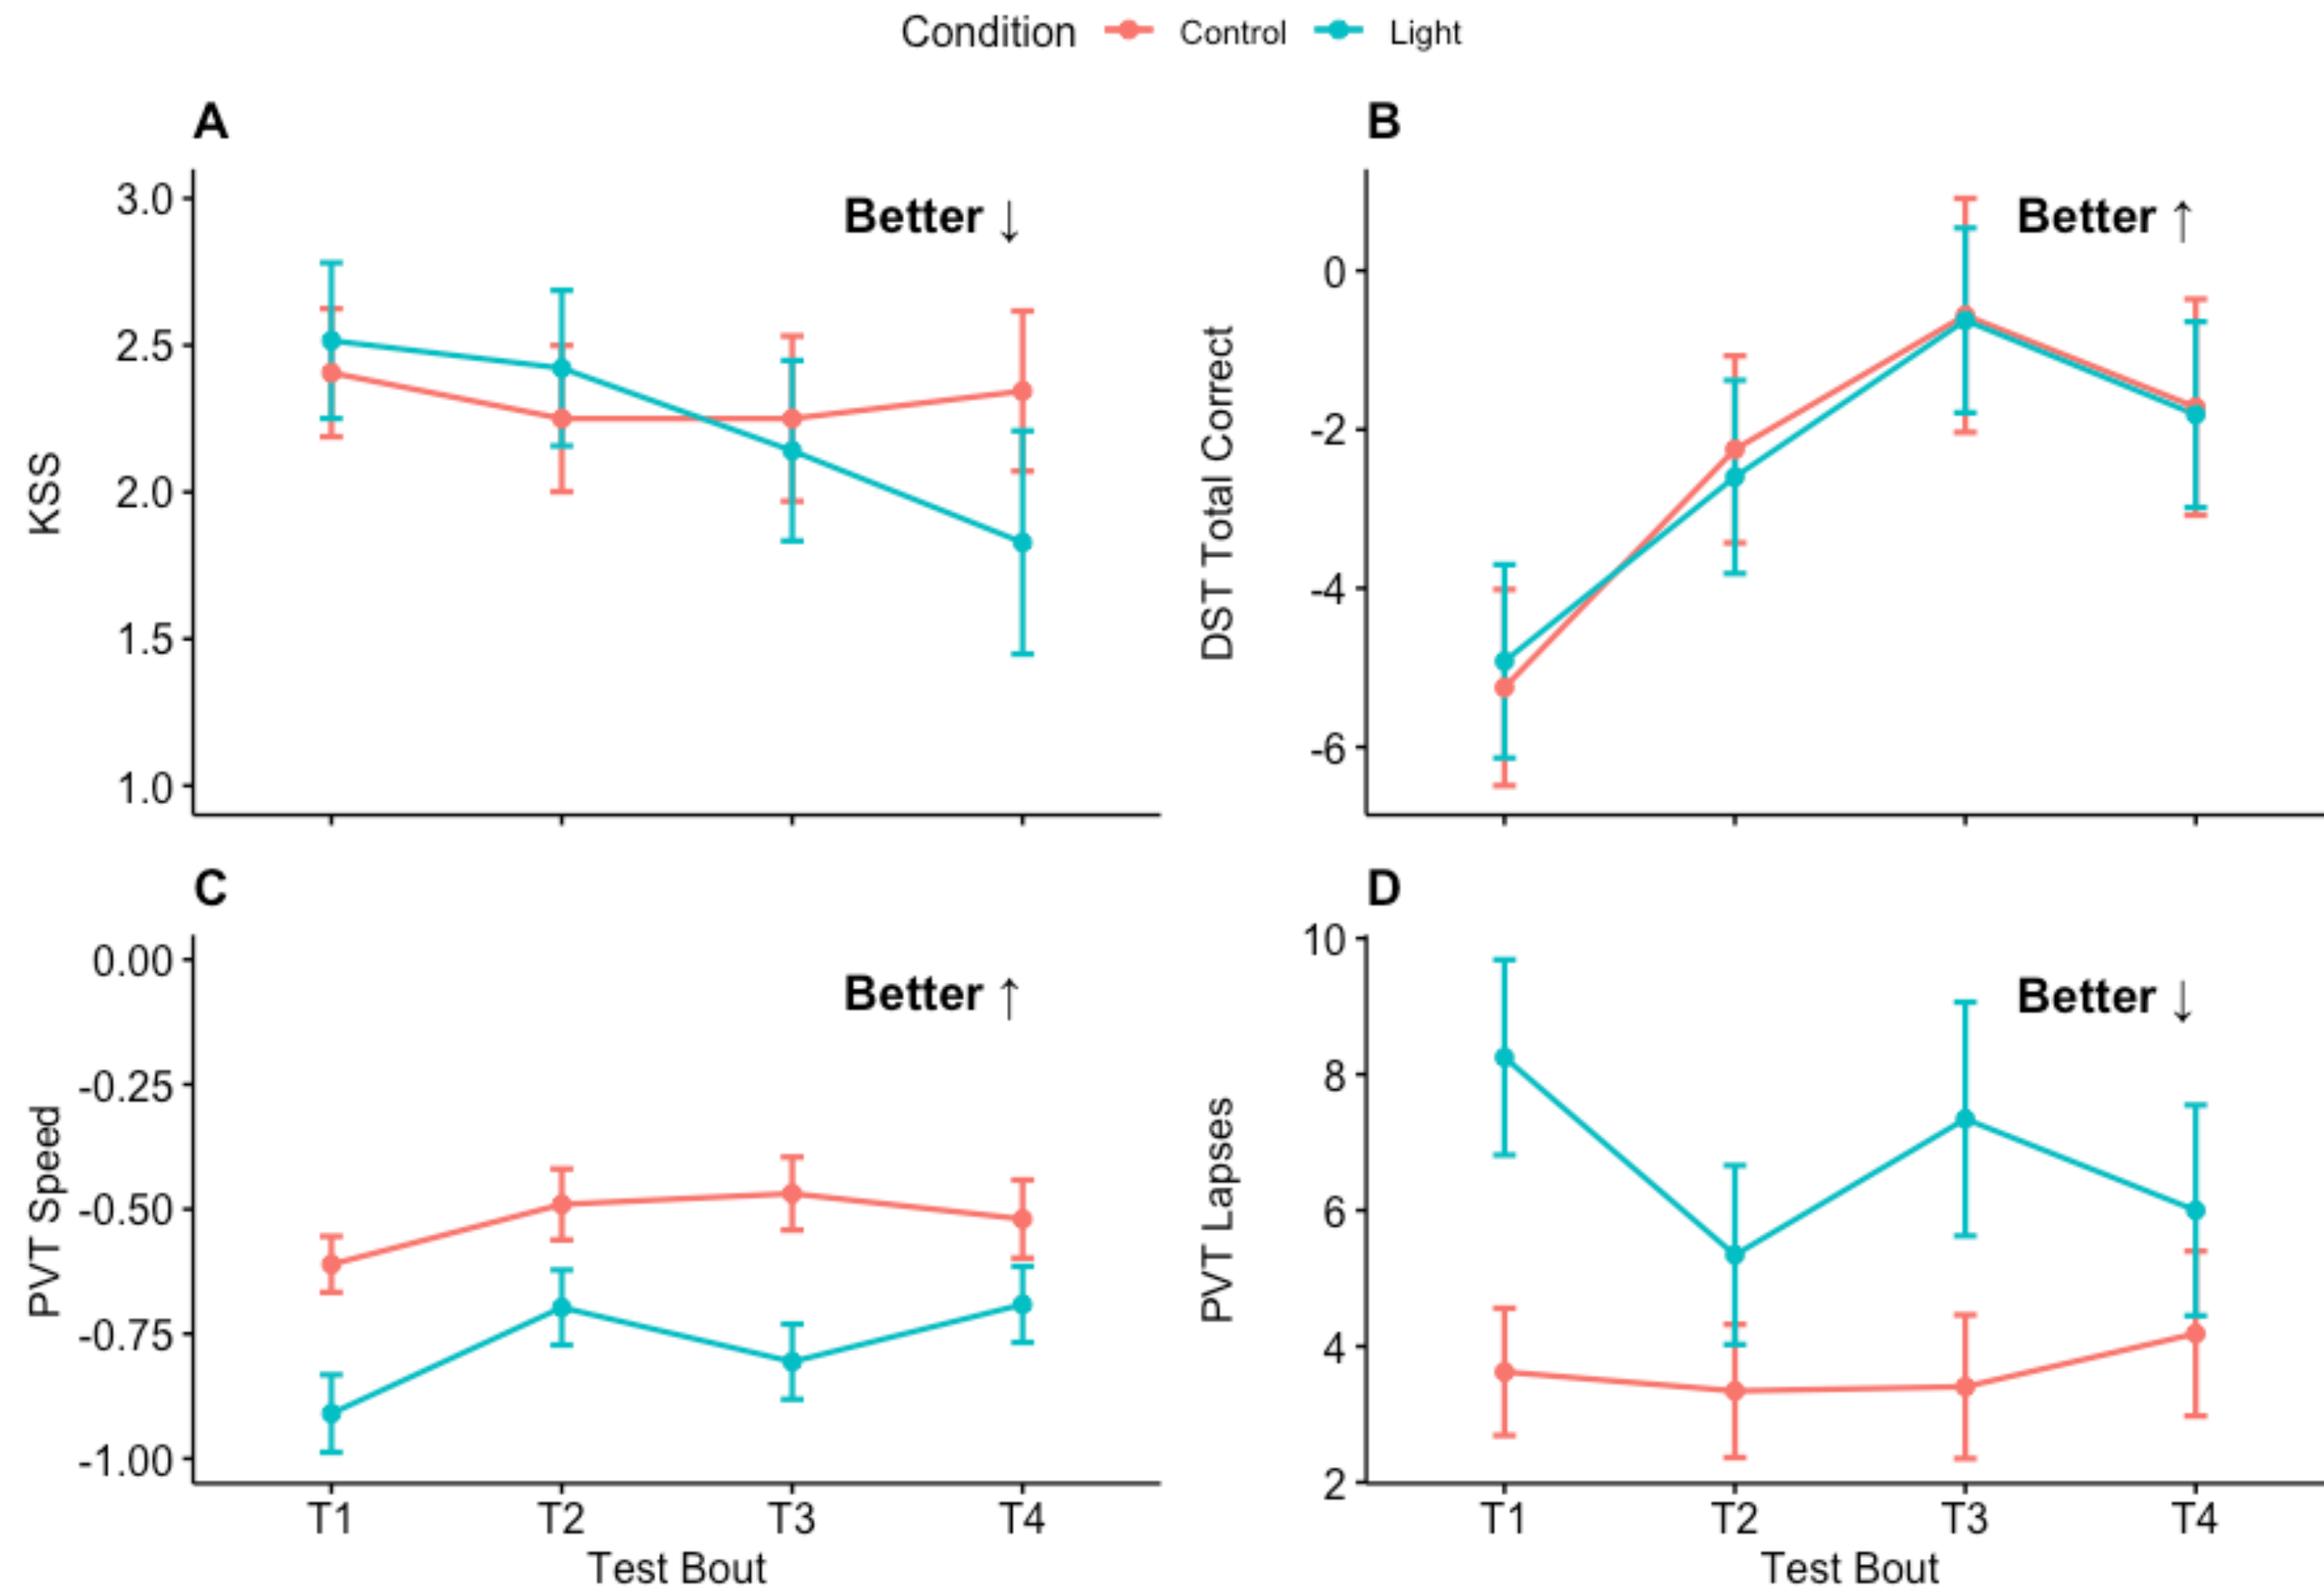 Condition Control Light
A
Better ↓
KSS
3.0
2.5
2.0
1.5
1.0
B
Better ↑
DST Total Correct
0
-2
-4
-6
C
Better ↑
PVT Speed
0.00
-0.25
-0.50
-0.75
-1.00
T1 T2 T3 T4
Test Bout
D
Better ↓
PVT Lapses
10
8
6
4
2
T1 T2 T3 T4
Test Bout